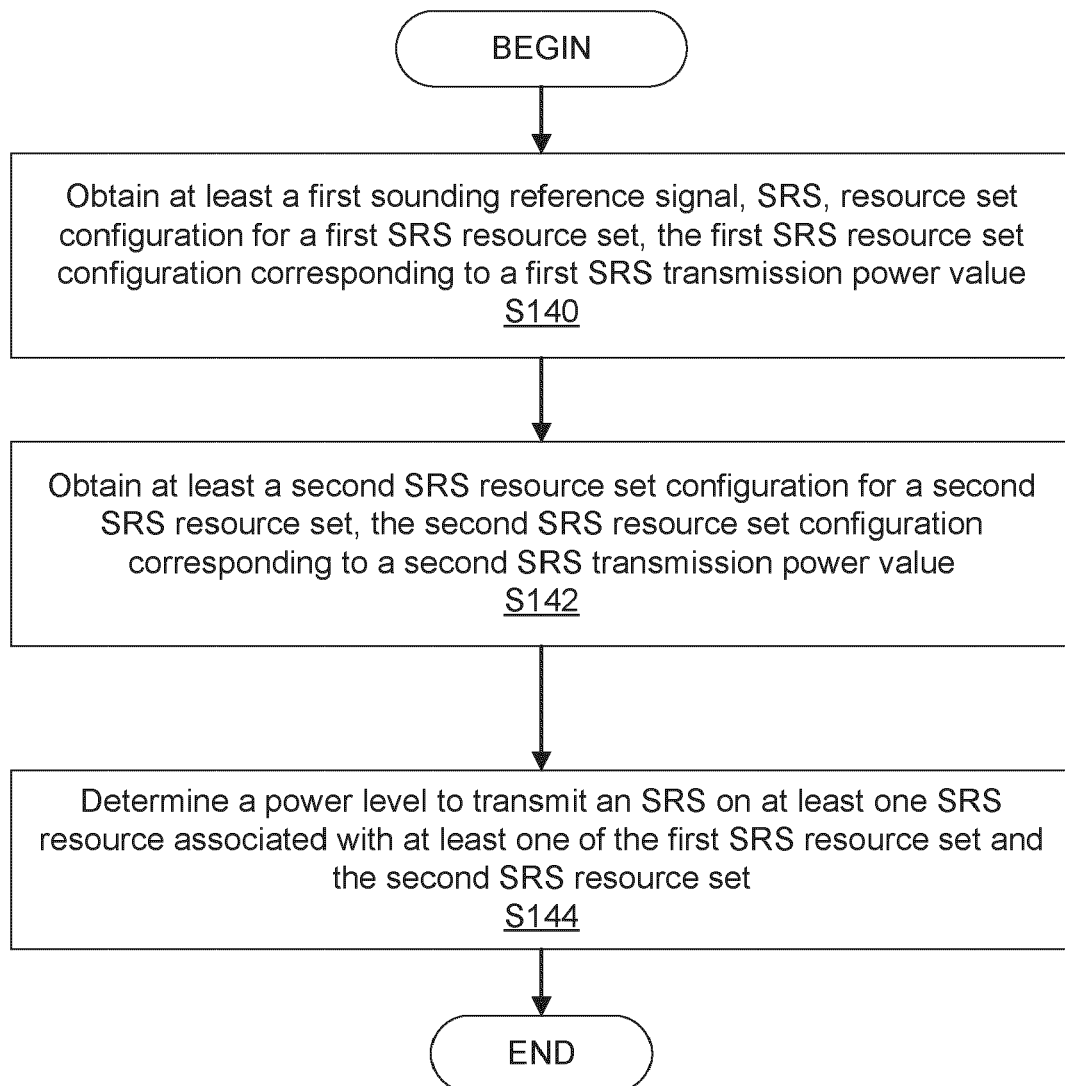 BEGIN
Obtain at least a first sounding reference signal, SRS, resource set
configuration for a first SRS resource set, the first SRS resource set
configuration corresponding to a first SRS transmission power value
S140
Obtain at least a second SRS resource set configuration for a second
SRS resource set, the second SRS resource set configuration
corresponding to a second SRS transmission power value
S142
Determine a power level to transmit an SRS on at least one SRS
resource associated with at least one of the first SRS resource set and
the second SRS resource set
S144
END